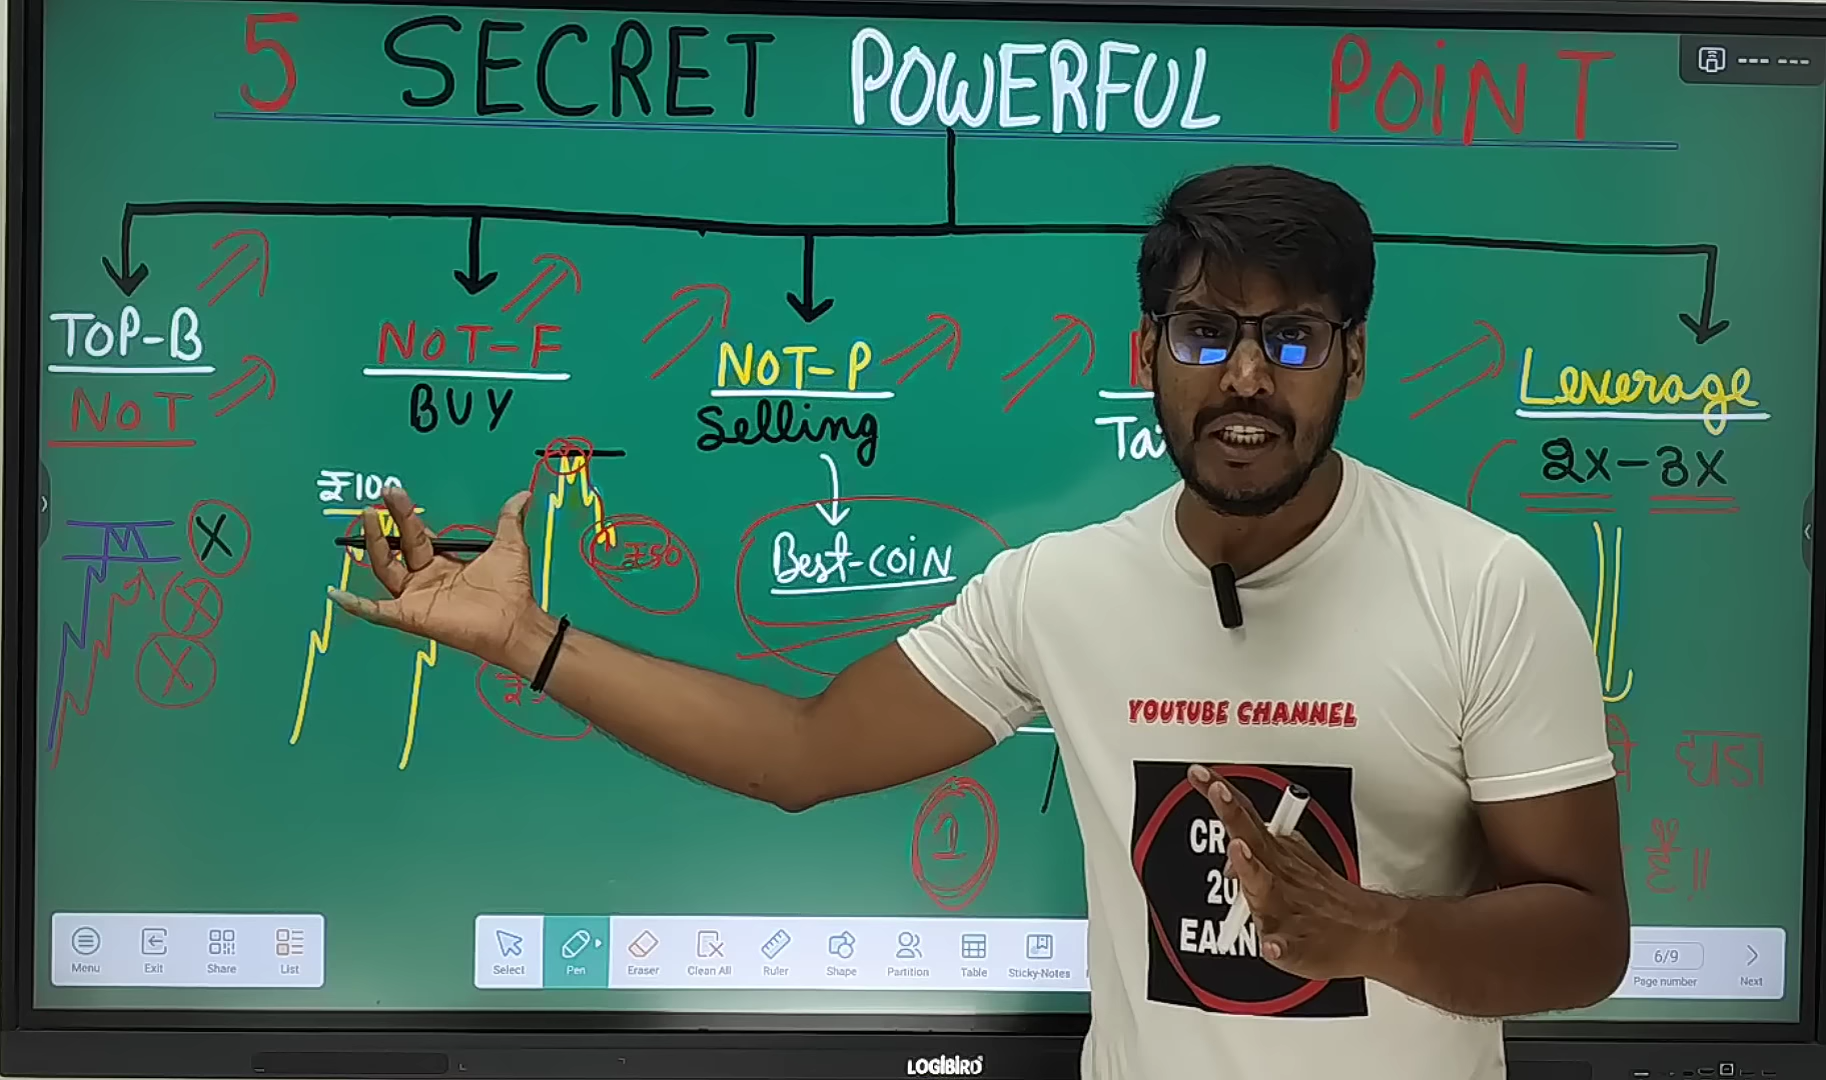 5 SECRET POWERFUL POINT
TOP-B
NOT
NOT-F
BUY
NOT-P
Selling
Best-COIN
Leverage
2X-3X
₹100
₹50
X
X
1
YOUTUBE CHANNEL
20
Menu
Exit
Share
List
Select
Pen
Eraser
Clean All
Ruler
Shape
Partition
Table
Sticky-Notes
6/9
Page number
Next
LOGIBIRD